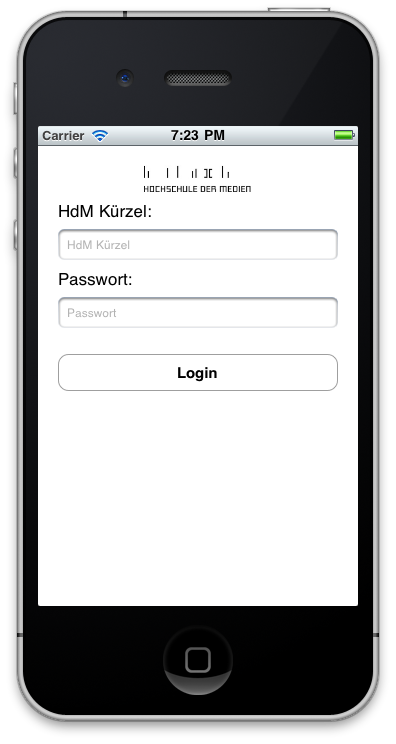 Carrier 7:23 PM
HOCHSCHULE DER MEDIEN
HdM Kürzel:
HdM Kürzel
Passwort:
Passwort
Login